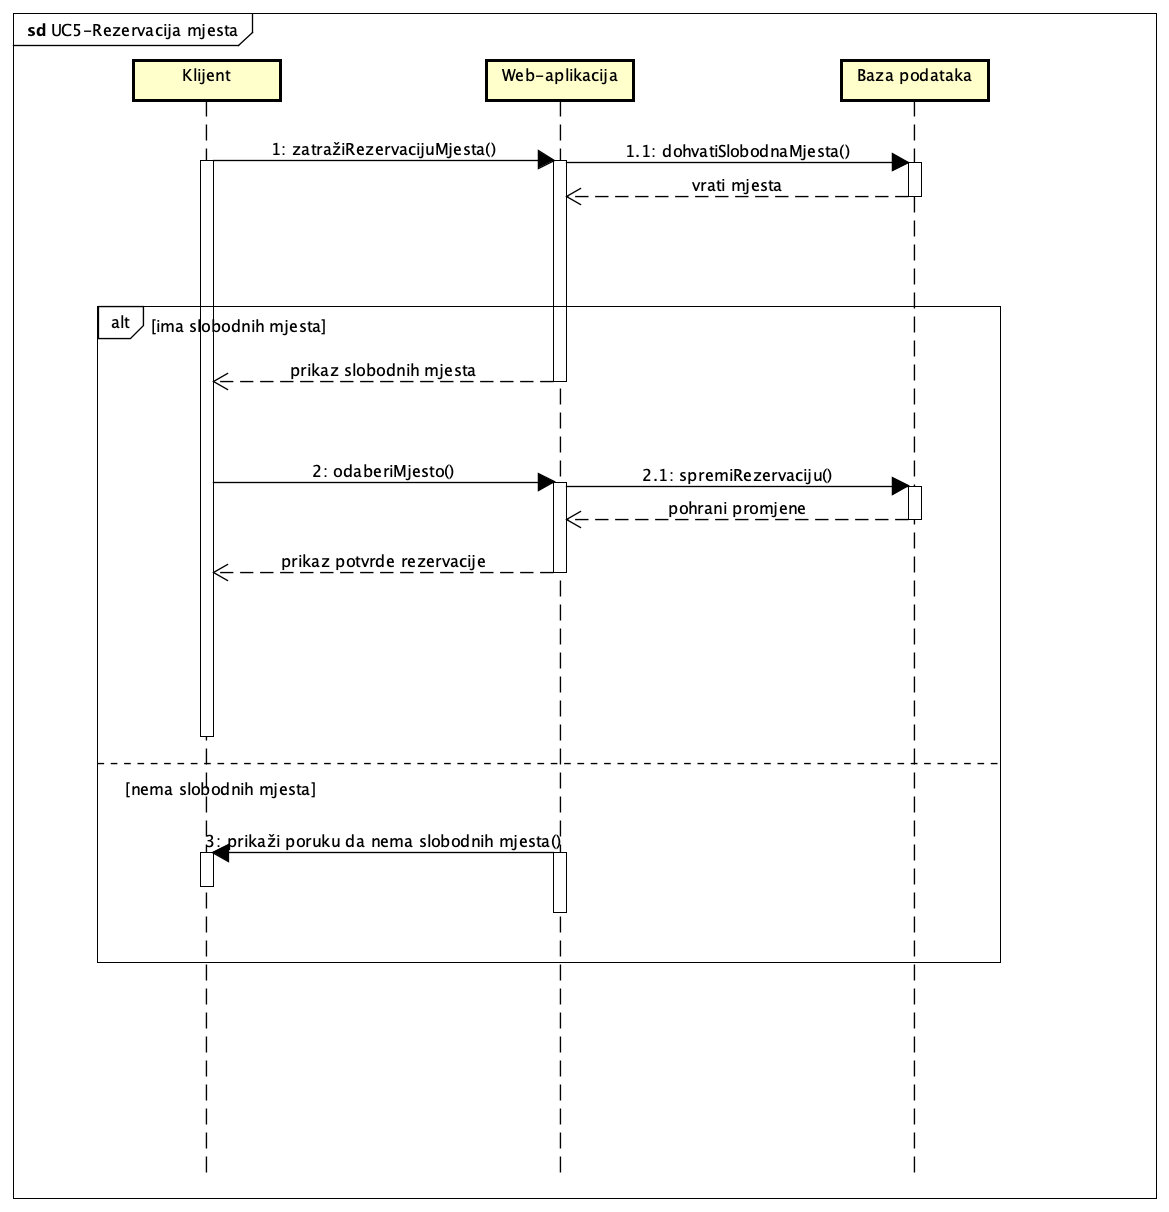 sd UC5-Rezervacija mjesta
Klijent
Web-aplikacija
Baza podataka
1: zatražiRezervacijuMjesta()
1.1: dohvatiSlobodnaMjesta()
vrati mjesta
alt
[ima slobodnih mjesta]
prikaz slobodnih mjesta
2: odaberiMjesto()
2.1: spremiRezervaciju()
pohrani promjene
prikaz potvrde rezervacije
[nema slobodnih mjesta]
3: prikaži poruku da nema slobodnih mjesta()